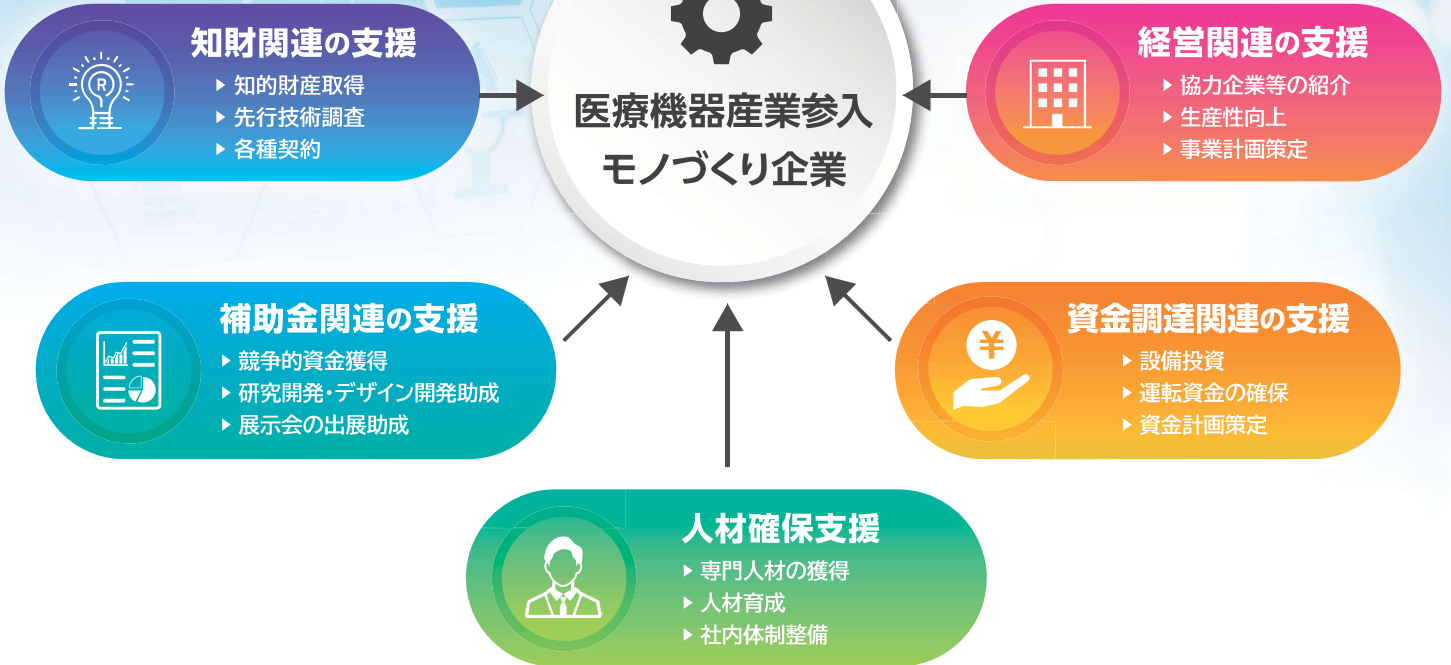 知財関連の支援
▶ 知的財産取得
▶ 先行技術調査
▶ 各種契約
医療機器産業参入
モノづくり企業
経営関連の支援
▶ 協力企業等の紹介
▶ 生産性向上
▶ 事業計画策定
補助金関連の支援
▶ 競争的資金獲得
▶ 研究開発・デザイン開発助成
▶ 展示会の出展助成
資金調達関連の支援
▶ 設備投資
▶ 運転資金の確保
▶ 資金計画策定
人材確保支援
▶ 専門人材の獲得
▶ 人材育成
▶ 社内体制整備
R
¥